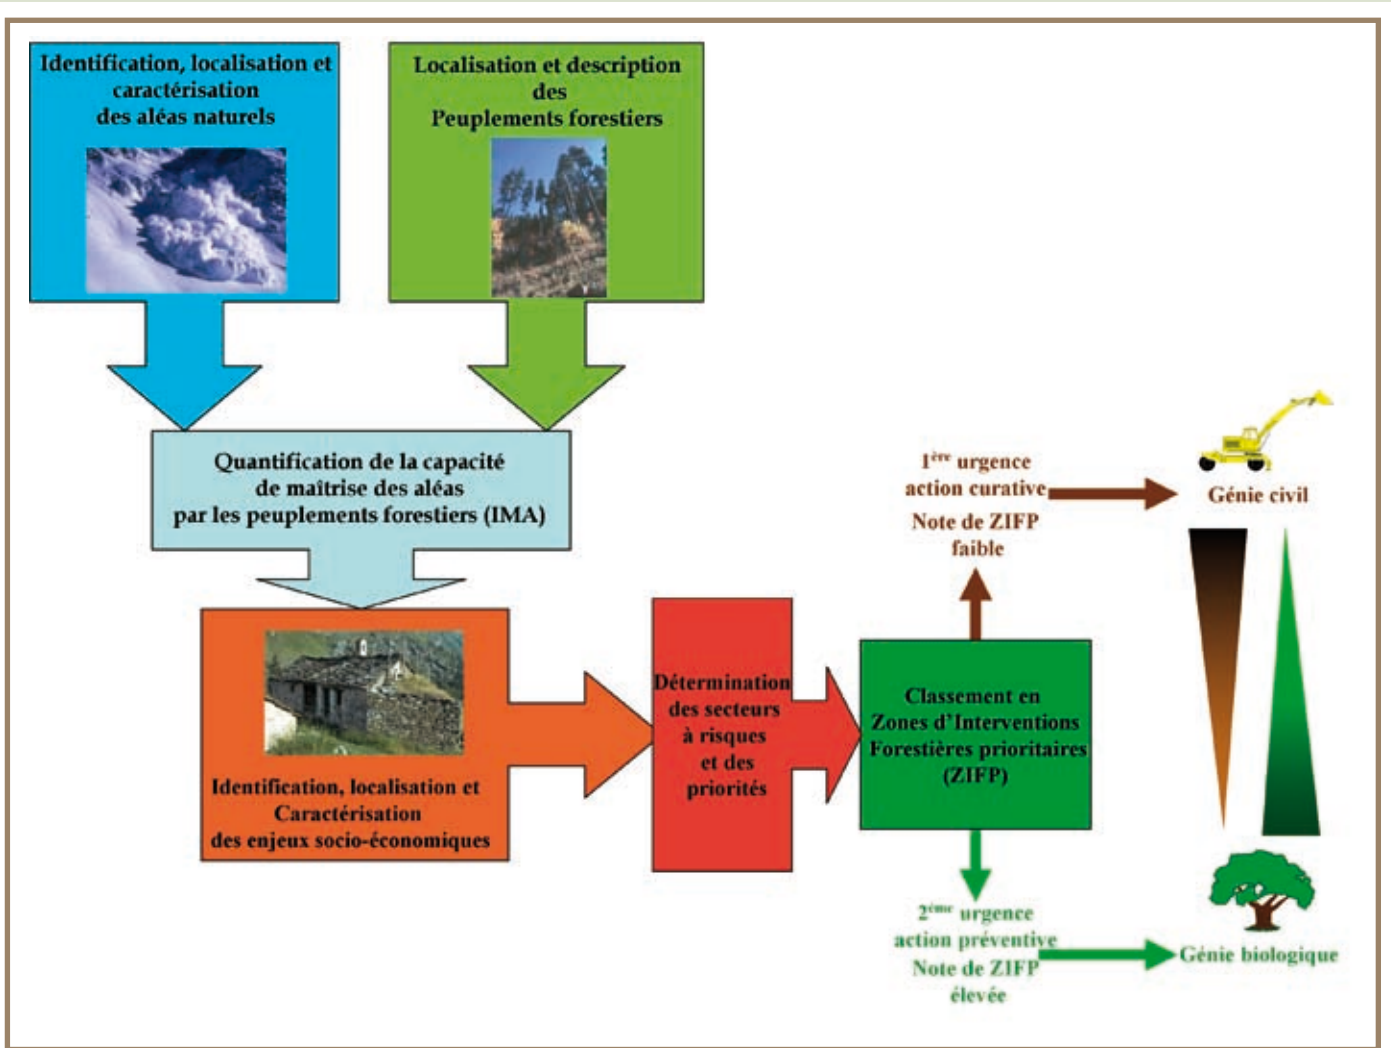 Identification, localisation et
caractérisation
des aléas naturels
Localisation et description
des
Peuplements forestiers
Quantification de la capacité
de maîtrise des aléas
par les peuplements forestiers (IMA)
Identification, localisation et
Caractérisation
des enjeux socio-économiques
Détermination
des secteurs
à risques
et des
priorités
Classement en
Zones d'Interventions
Forestières prioritaires
(ZIFP)
1ère urgence
action curative
Note de ZIFP
faible
Génie civil
2ème urgence
action préventive
Note de ZIFP
élevée
Génie biologique